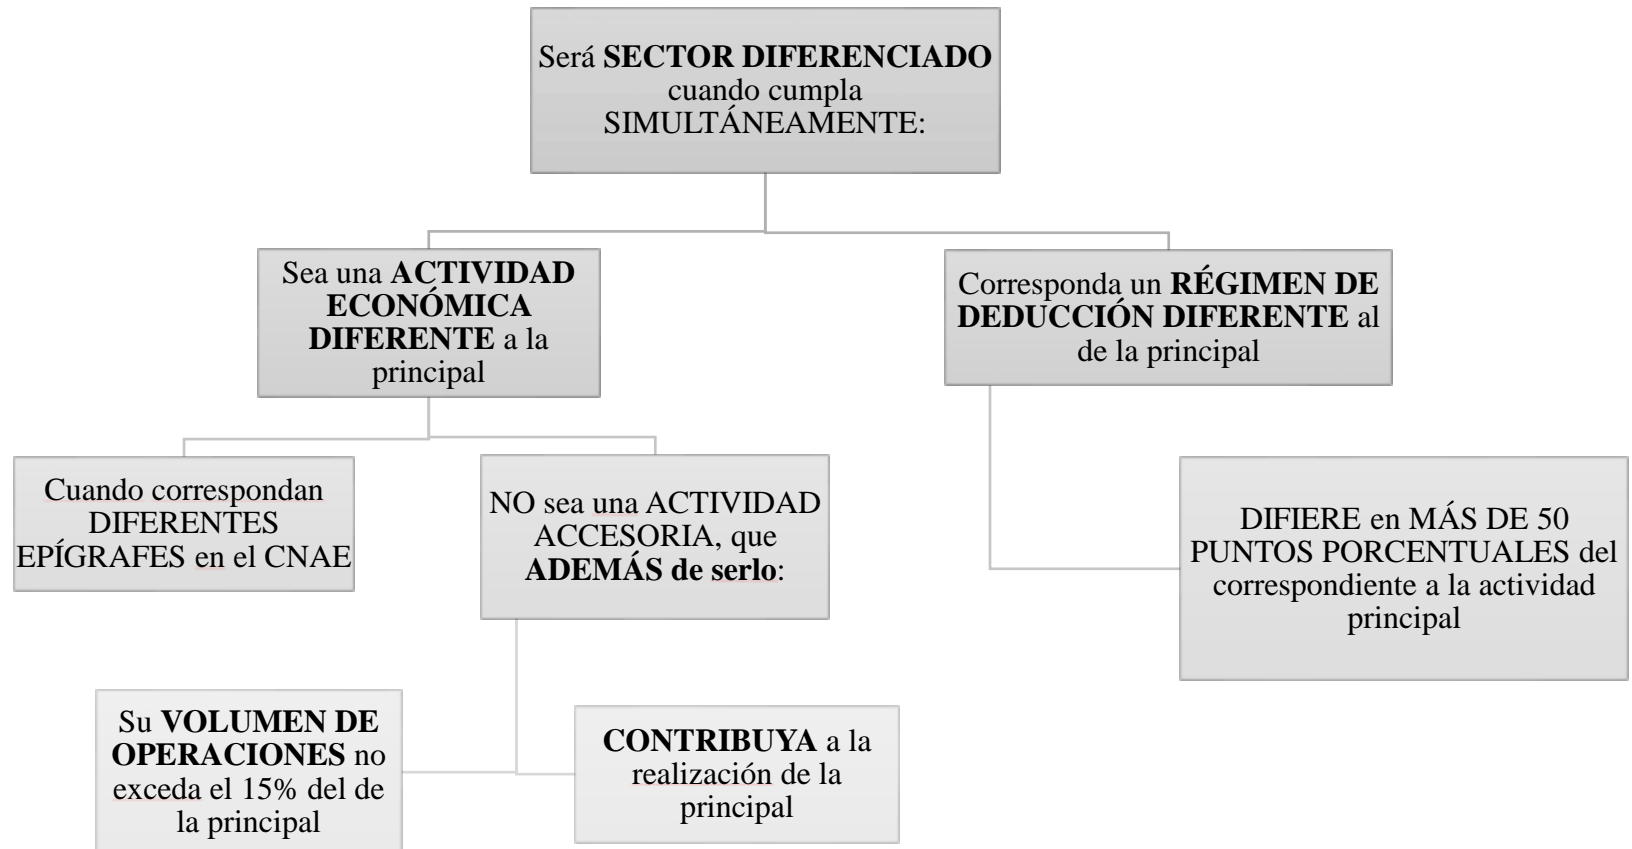 Será SECTOR DIFERENCIADO
cuando cumpla
SIMULTÁNEAMENTE:
Sea una ACTIVIDAD
ECONÓMICA
DIFERENTE a la
principal
Corresponda un RÉGIMEN DE
DEDUCCIÓN DIFERENTE al
de la principal
Cuando correspondan
DIFERENTES
EPÍGRAFES en el CNAE
NO sea una ACTIVIDAD
ACCESORIA, que
ADEMÁS de serlo:
DIFIERE en MÁS DE 50
PUNTOS PORCENTUALES del
correspondiente a la actividad
principal
Su VOLUMEN DE
OPERACIONES no
exceda el 15% del de
la principal
CONTRIBUYA a la
realización de la
principal